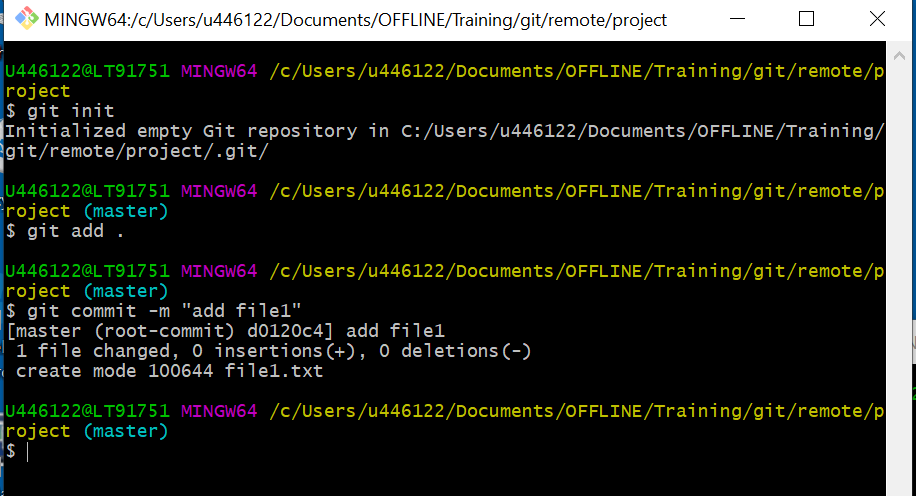 MINGW64:/c/Users/u446122/Documents/OFFLINE/Training/git/remote/project
U446122@LT91751 MINGW64 /c/Users/u446122/Documents/OFFLINE/Training/git/remote/p
roject
$ git init
Initialized empty Git repository in C:/Users/u446122/Documents/OFFLINE/Training/
git/remote/project/.git/
U446122@LT91751 MINGW64 /c/Users/u446122/Documents/OFFLINE/Training/git/remote/p
roject (master)
$ git add .
U446122@LT91751 MINGW64 /c/Users/u446122/Documents/OFFLINE/Training/git/remote/p
roject (master)
$ git commit -m "add file1"
[master (root-commit) d0120c4] add file1
1 file changed, 0 insertions(+), 0 deletions(-)
create mode 100644 file1.txt
U446122@LT91751 MINGW64 /c/Users/u446122/Documents/OFFLINE/Training/git/remote/p
roject (master)
$